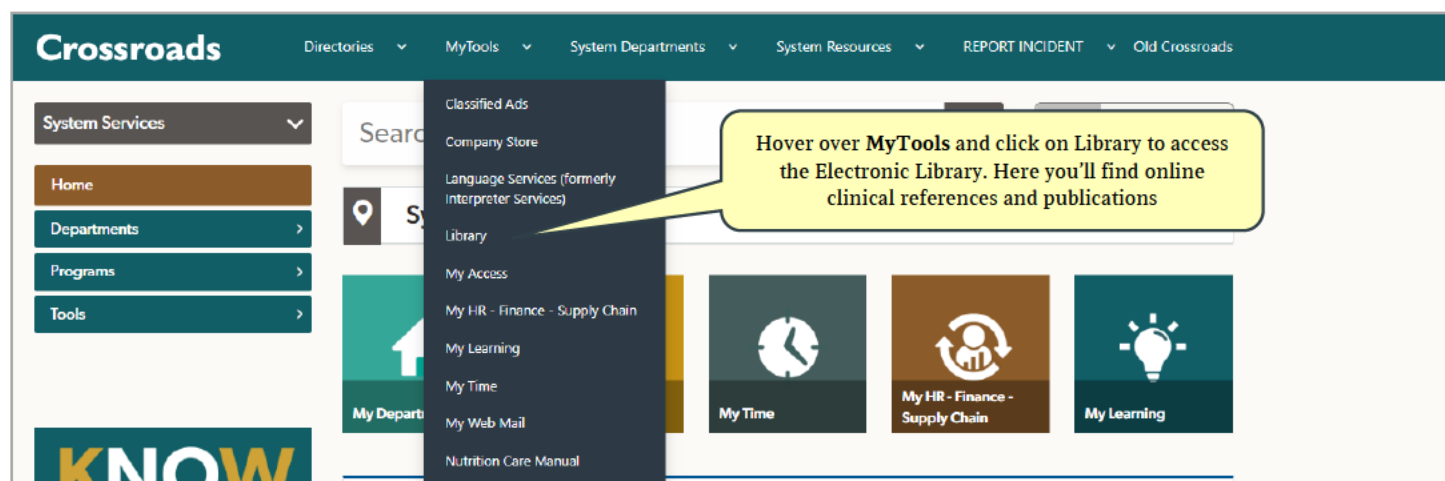 Crossroads
Directories
MyTools
System Departments
System Resources
REPORT INCIDENT
Old Crossroads
System Services
Home
Departments
Programs
Tools
KNOW
Classified Ads
Company Store
Language Services (formerly
Interpreter Services)
Library
My Access
My HR - Finance - Supply Chain
My Learning
My Time
My Web Mail
Nutrition Care Manual
Hover over MyTools and click on Library to access
the Electronic Library. Here you'll find online
clinical references and publications
My Time
My HR - Finance -
Supply Chain
My Learning